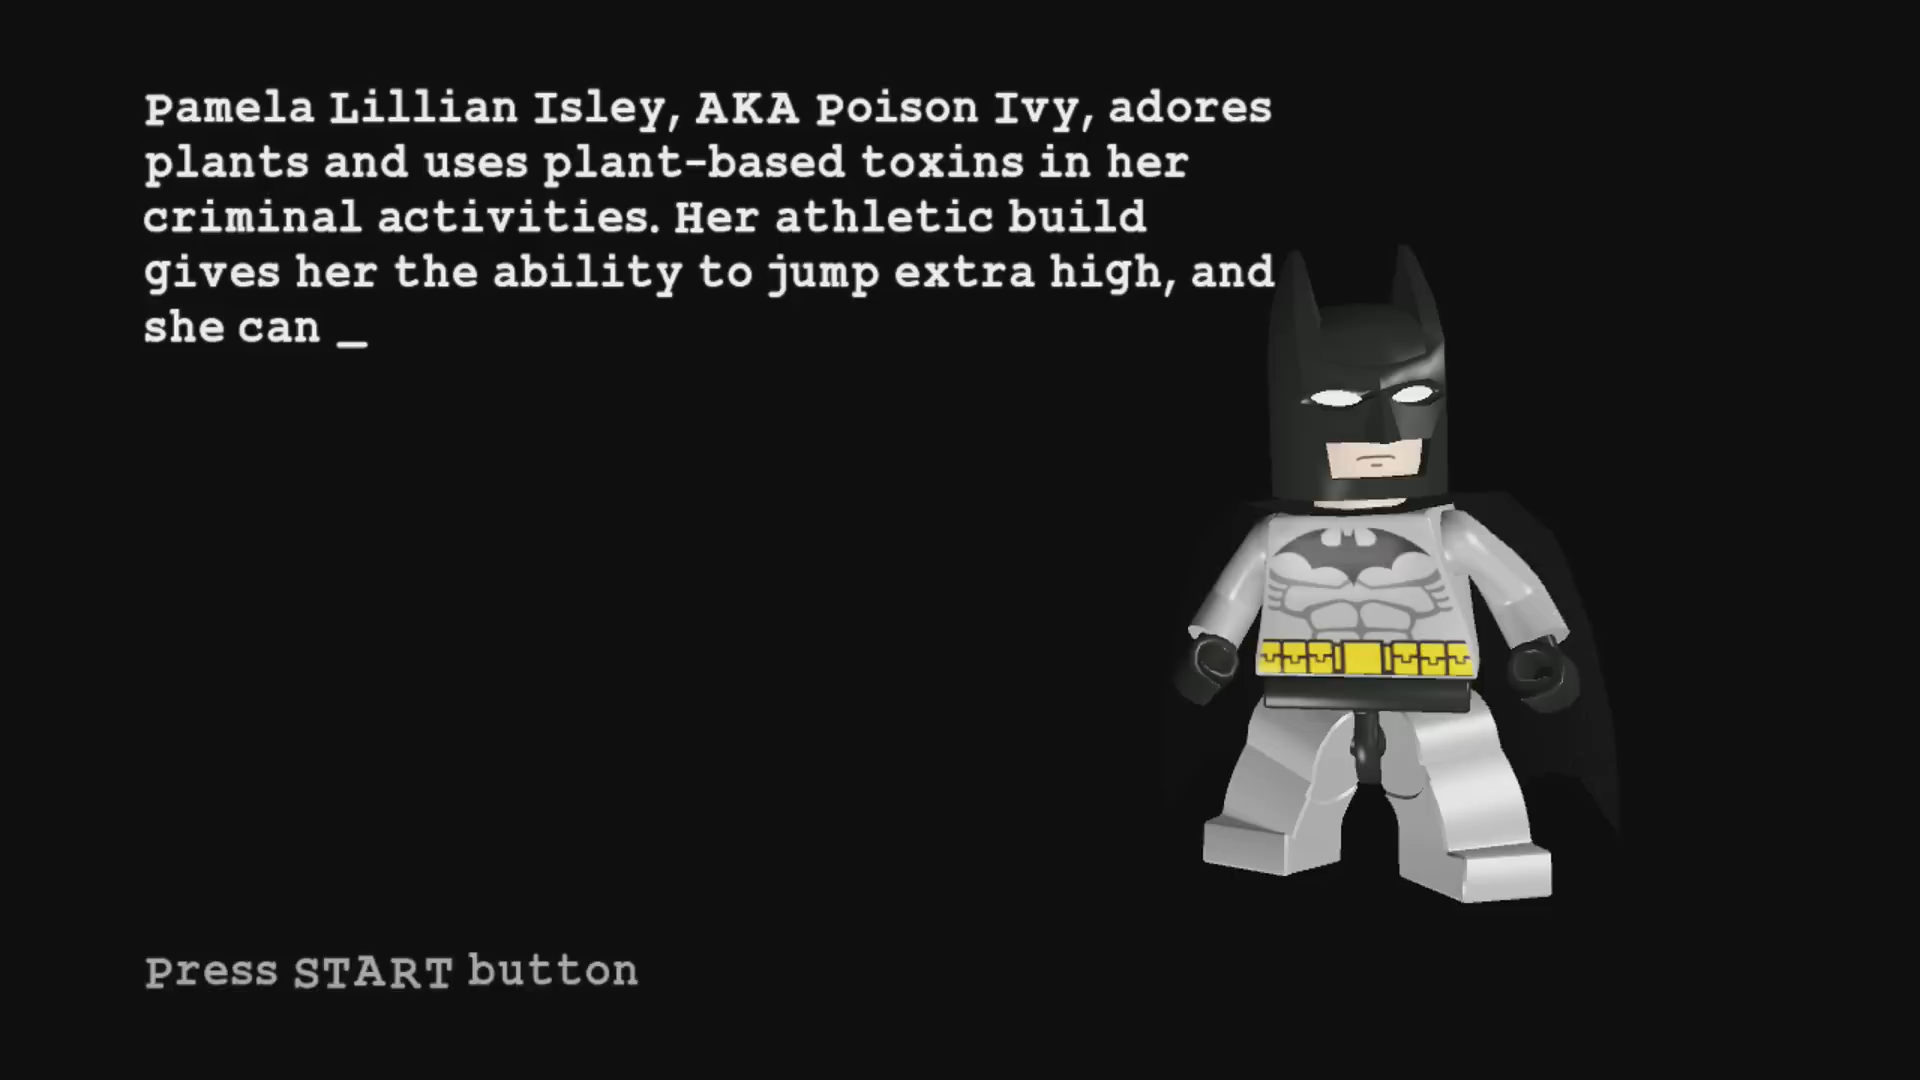 Pamela Lillian Isley, AKA Poison Ivy, adores
plants and uses plant-based toxins in her
criminal activities. Her athletic build
gives her the ability to jump extra high, and
she can _
Press START button